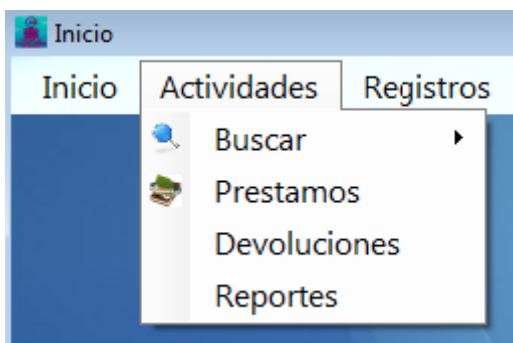 Inicio
Inicio Actividades Registros
Buscar
Prestamos
Devoluciones
Reportes